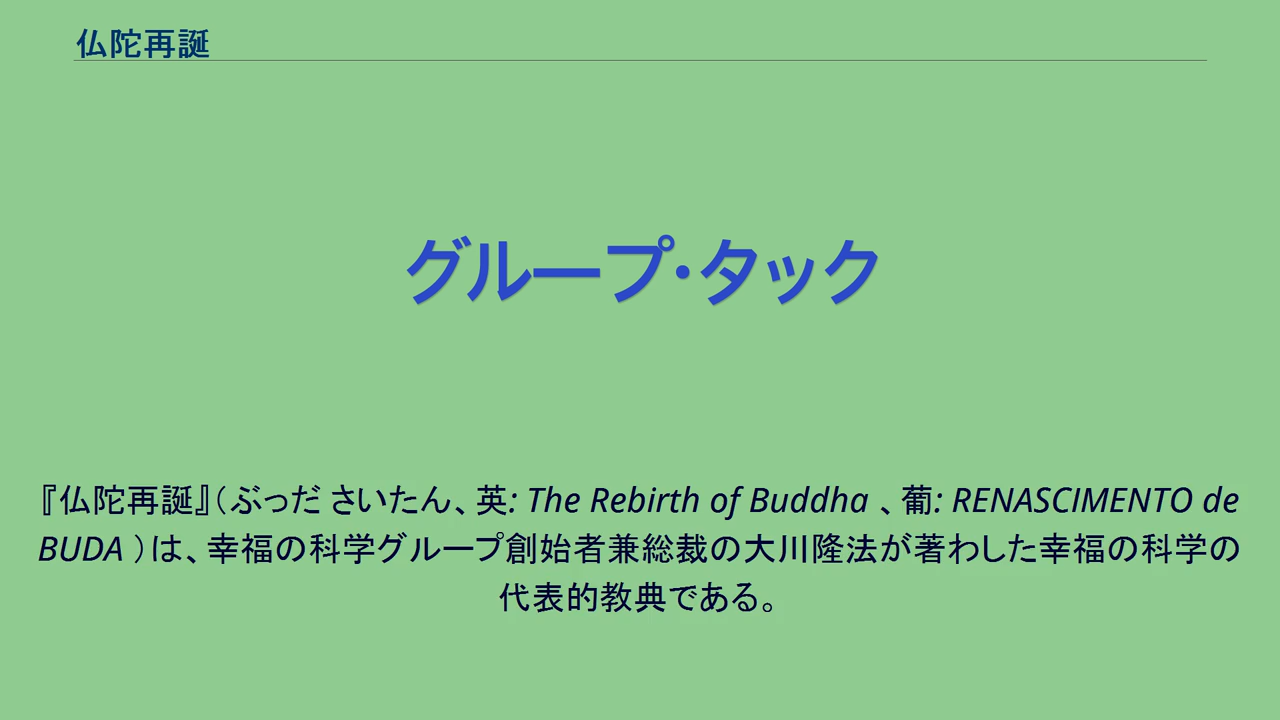 仏陀再誕
グループ・タック
『仏陀再誕』（ぶっだ さいたん、英: The Rebirth of Buddha 、葡: RENASCIMENTO de
BUDA ）は、幸福の科学グループ創始者兼総裁の大川隆法が著わした幸福の科学の
代表的教典である。